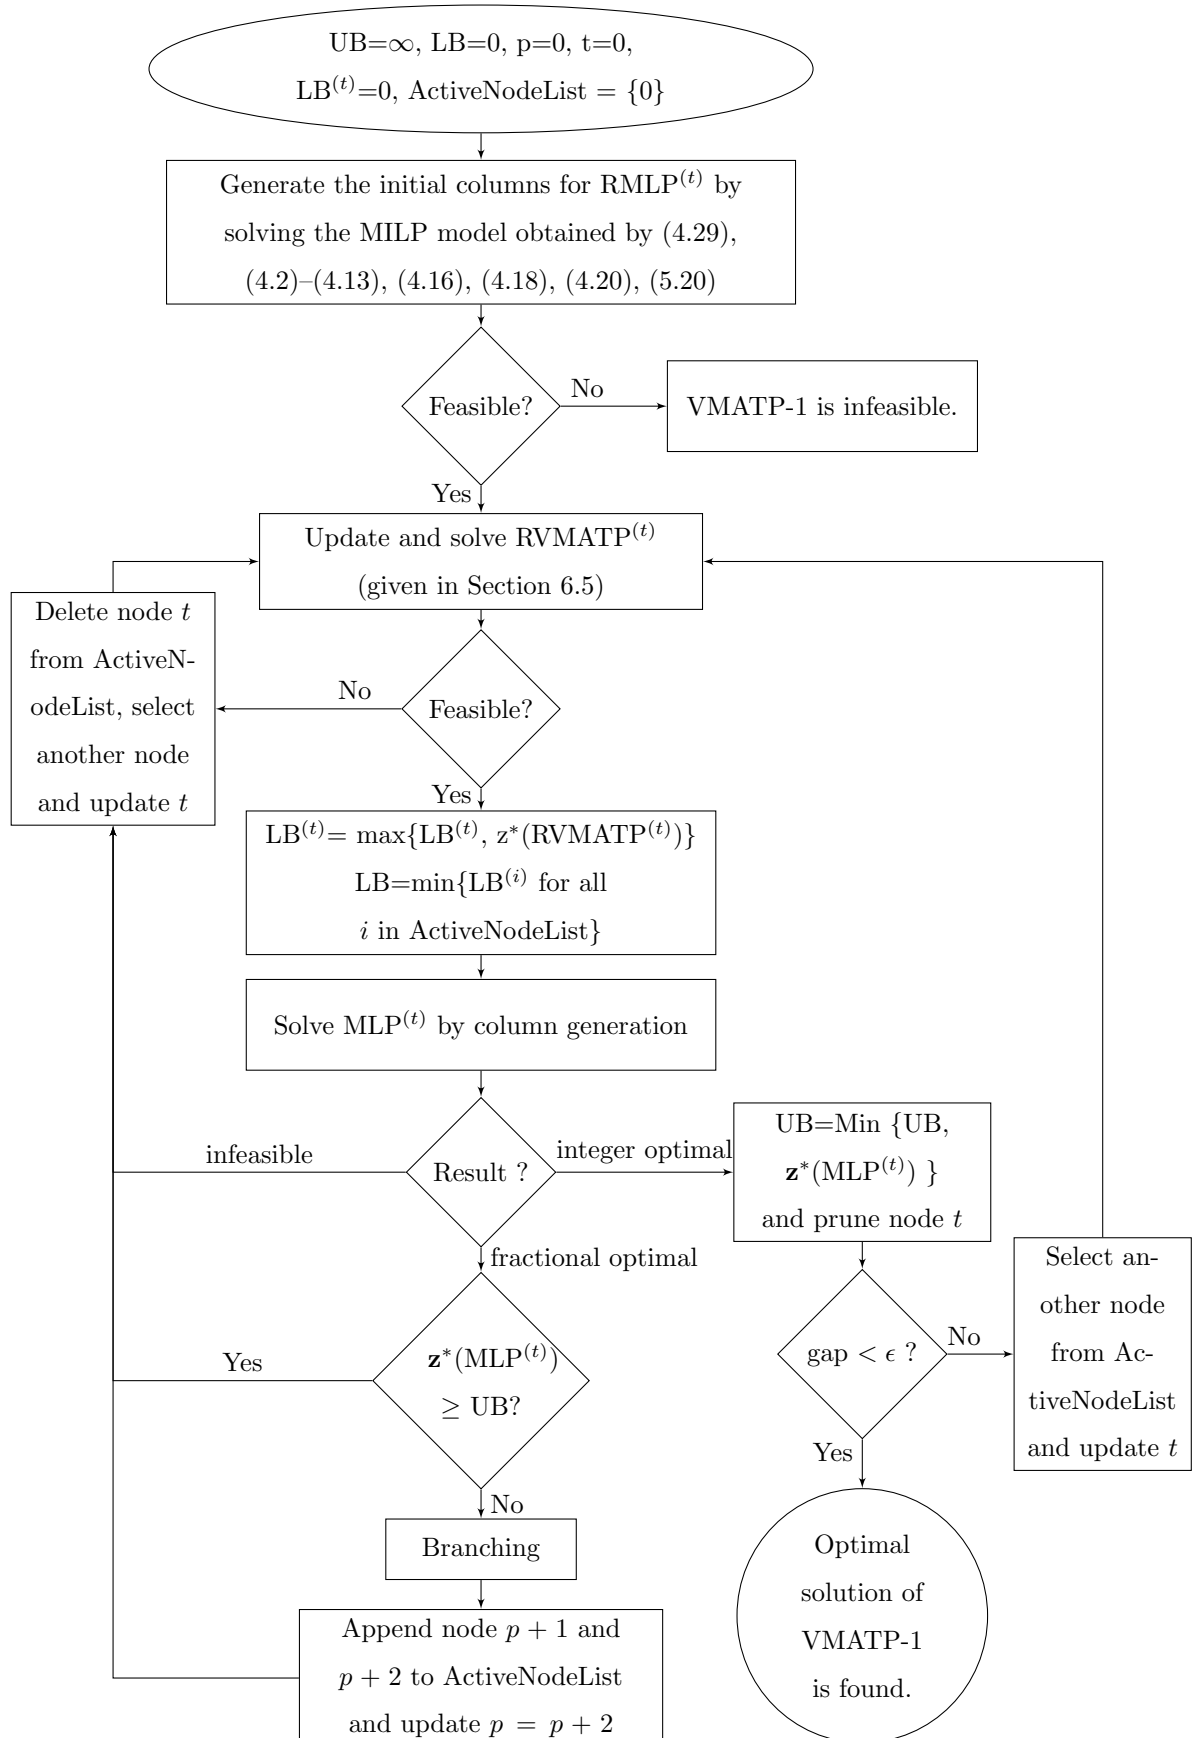 UB=∞, LB=0, p=0, t=0,
LB^(t)=0, ActiveNodeList = {0}
Generate the initial columns for RMLP^(t) by
solving the MILP model obtained by (4.29),
(4.2)–(4.13), (4.16), (4.18), (4.20), (5.20)
Feasible?
No
VMATP-1 is infeasible.
Yes
Update and solve RVMATP^(t)
(given in Section 6.5)
Delete node t
from ActiveN-
odeList, select
another node
and update t
No
Feasible?
Yes
LB^(t)= max{LB^(t), z*(RVMATP^(t))}
LB=min{LB^(i) for all
i in ActiveNodeList}
Solve MLP^(t) by column generation
infeasible
Result ?
integer optimal
UB=Min {UB,
z*(MLP^(t)) }
and prune node t
fractional optimal
Select an-
other node
from Ac-
tiveNodeList
and update t
Yes
z*(MLP^(t))
≥ UB?
gap < ϵ ?
No
Yes
No
Branching
Optimal
solution of
VMATP-1
is found.
Append node p + 1 and
p + 2 to ActiveNodeList
and update p = p + 2